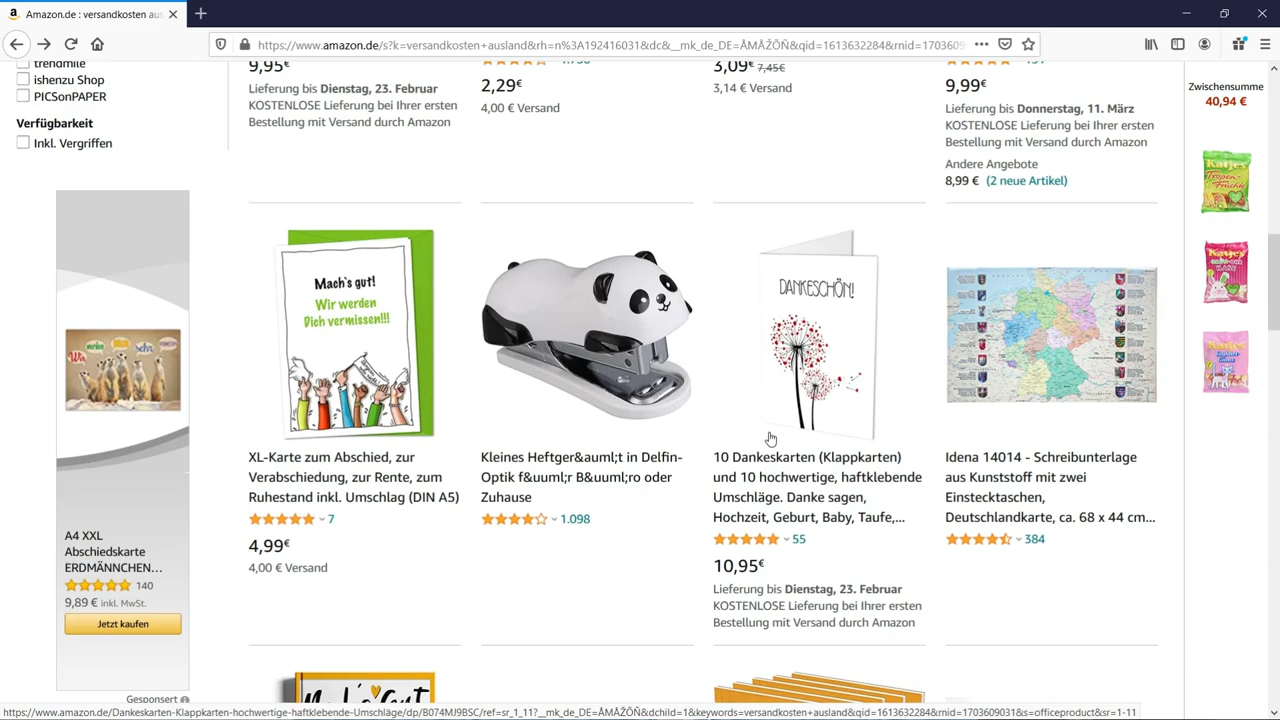 Amazon.de : versandkosten aus
https://www.amazon.de/s?k=versandkosten+ausland&rh=n%3A192416031&dc&__mk_de_DE=ÅMÅŽÕÑ&qid=1613632284&rnid=1703609
trendmile
ishenzu Shop
PICSonPAPER
Verfügbarkeit
Inkl. Vergriffen
9,95€
Lieferung bis Dienstag, 23. Februar
KOSTENLOSE Lieferung bei Ihrer ersten
Bestellung mit Versand durch Amazon
2,29€
4,00 € Versand
3,09€ 7,45€
3,14 € Versand
9,99€
Lieferung bis Donnerstag, 11. März
KOSTENLOSE Lieferung bei Ihrer ersten
Bestellung mit Versand durch Amazon
Andere Angebote
8,99 € (2 neue Artikel)
Zwischensumme
40,94 €
Katjes
Tropen-
Früchte
Katjes
Katjes
Mach`s gut!
Wir werden
Dich vermissen!!!
DANKESCHÖN!
XL-Karte zum Abschied, zur
Verabschiedung, zur Rente, zum
Ruhestand inkl. Umschlag (DIN A5)
7
4,99€
4,00 € Versand
Kleines Heftger&auml;t in Delfin-
Optik f&uuml;r B&uuml;ro oder
Zuhause
1.098
10 Dankeskarten (Klappkarten)
und 10 hochwertige, haftklebende
Umschläge. Danke sagen,
Hochzeit, Geburt, Baby, Taufe,...
55
10,95€
Lieferung bis Dienstag, 23. Februar
KOSTENLOSE Lieferung bei Ihrer ersten
Bestellung mit Versand durch Amazon
Idena 14014 - Schreibunterlage
aus Kunststoff mit zwei
Einstecktaschen,
Deutschlandkarte, ca. 68 x 44 cm...
384
A4 XXL
Abschiedskarte
ERDMÄNNCHEN...
140
9,89 € inkl. MwSt.
Jetzt kaufen
Gesponsert
https://www.amazon.de/Dankeskarten-Klappkarten-hochwertige-haftklebende-Umschläge/dp/B074MJ9BSC/ref=sr_1_11?__mk_de_DE=ÅMÅŽÕÑ&dchild=1&keywords=versandkosten+ausland&qid=1613632284&rnid=1703609031&s=officeproduct&sr=1-11